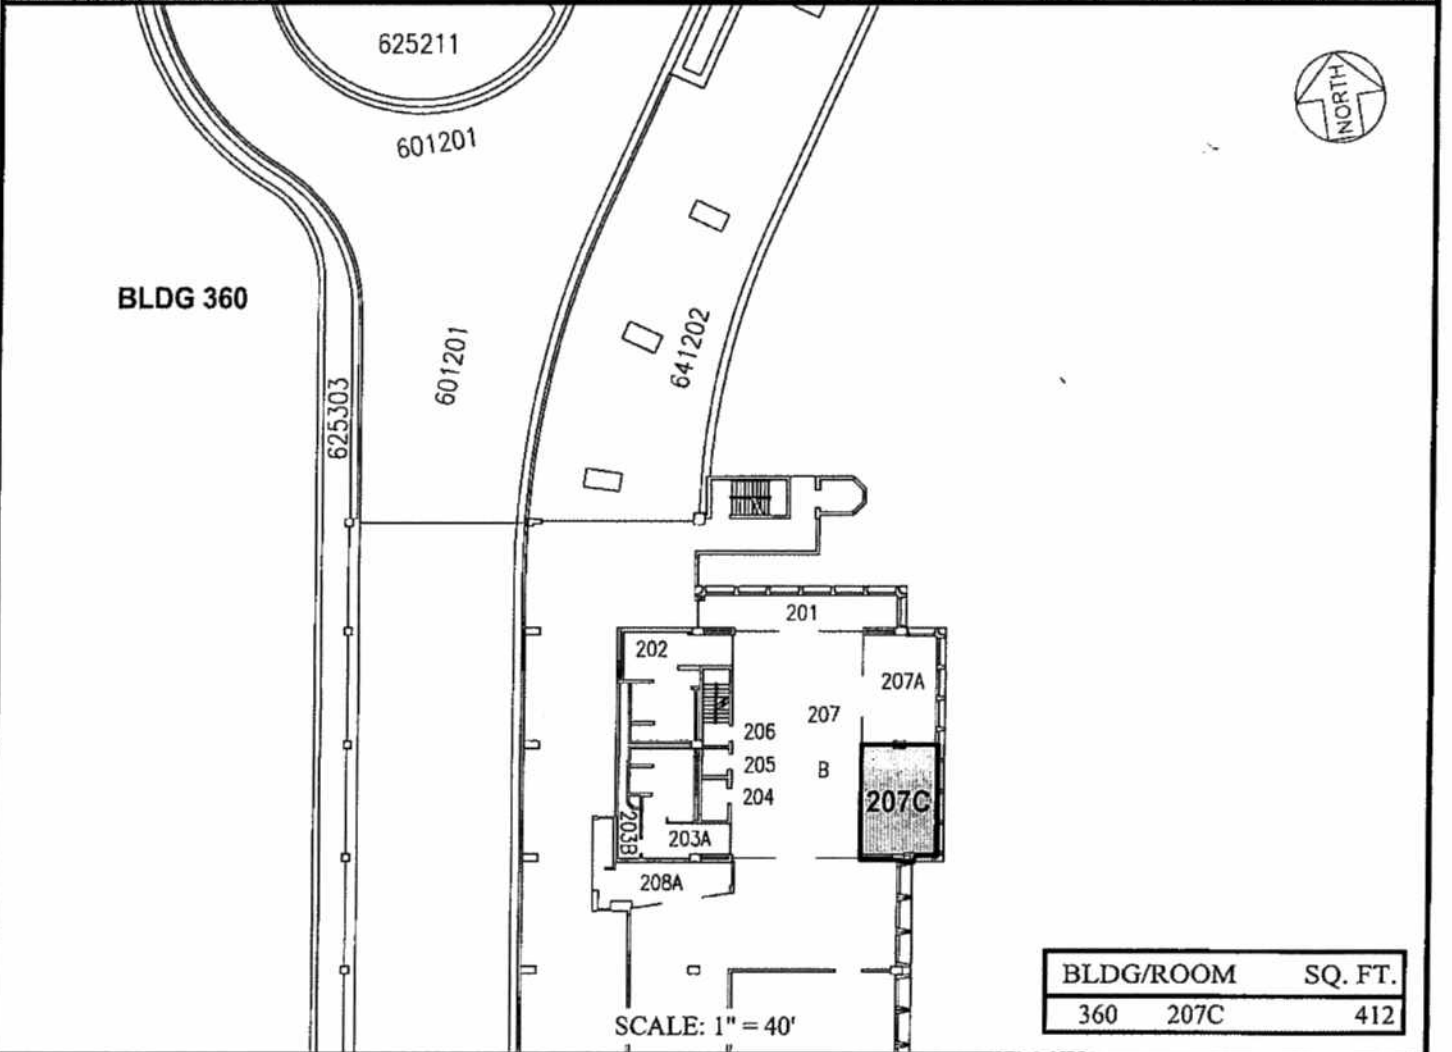 625211
NORTH
601201
BLDG 360
601201
641202
625303
201
202
207A
207
206
205
B
204
207C
203B
203A
208A
BLDG/ROOM SQ. FT.
360 207C 412
SCALE: 1" = 40'